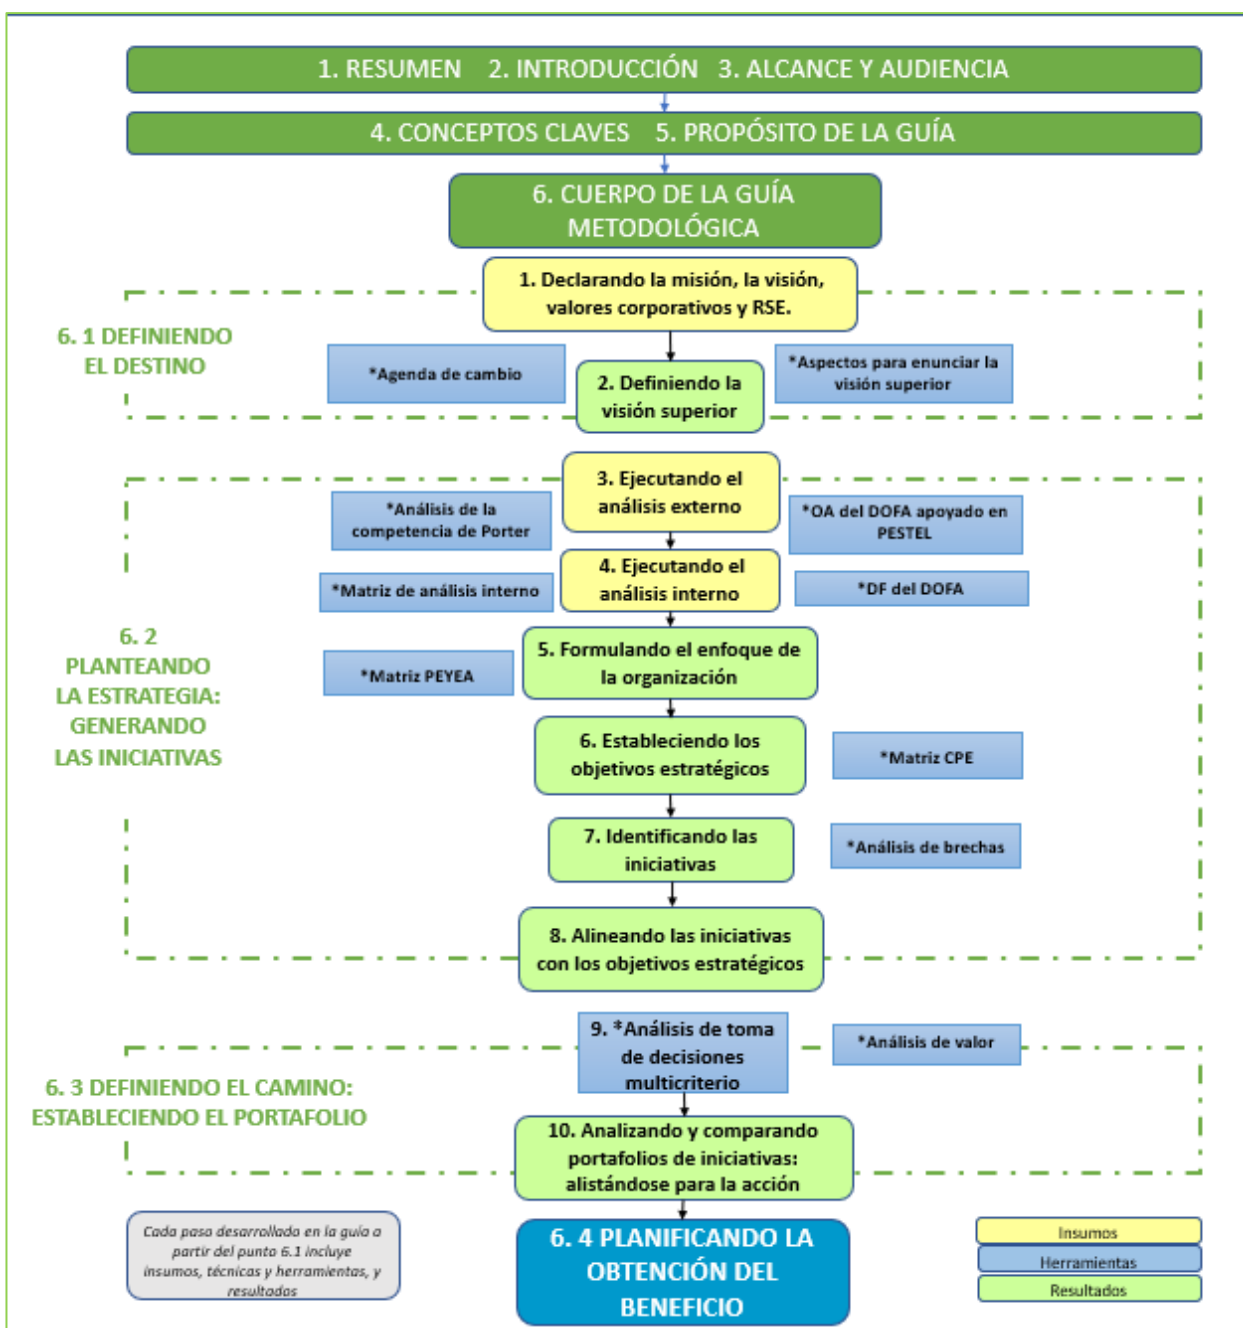 1. RESUMEN 2. INTRODUCCIÓN 3. ALCANCE Y AUDIENCIA
4. CONCEPTOS CLAVES 5. PROPÓSITO DE LA GUÍA
6. CUERPO DE LA GUÍA
METODOLÓGICA
1. Declarando la misión, la visión,
valores corporativos y RSE.
6. 1 DEFINIENDO
EL DESTINO
*Agenda de cambio
2. Definiendo la
visión superior
*Aspectos para enunciar la
visión superior
3. Ejecutando el
análisis externo
*Análisis de la
competencia de Porter
*OA del DOFA apoyado en
PESTEL
4. Ejecutando el
análisis interno
*Matriz de análisis interno
*DF del DOFA
6. 2
PLANTEANDO
LA ESTRATEGIA:
GENERANDO
LAS INICIATIVAS
5. Formulando el enfoque de
la organización
*Matriz PEYEA
6. Estableciendo los
objetivos estratégicos
*Matriz CPE
7. Identificando las
iniciativas
*Análisis de brechas
8. Alineando las iniciativas
con los objetivos estratégicos
9. *Análisis de toma
de decisiones
multicriterio
*Análisis de valor
6. 3 DEFINIENDO EL CAMINO:
ESTABLECIENDO EL PORTAFOLIO
10. Analizando y comparando
portafolios de iniciativas:
alistándose para la acción
Cada paso desarrollado en la guía a
partir del punto 6.1 incluye
insumos, técnicas y herramientas, y
resultados
6. 4 PLANIFICANDO LA
OBTENCIÓN DEL
BENEFICIO
Insumos
Herramientas
Resultados